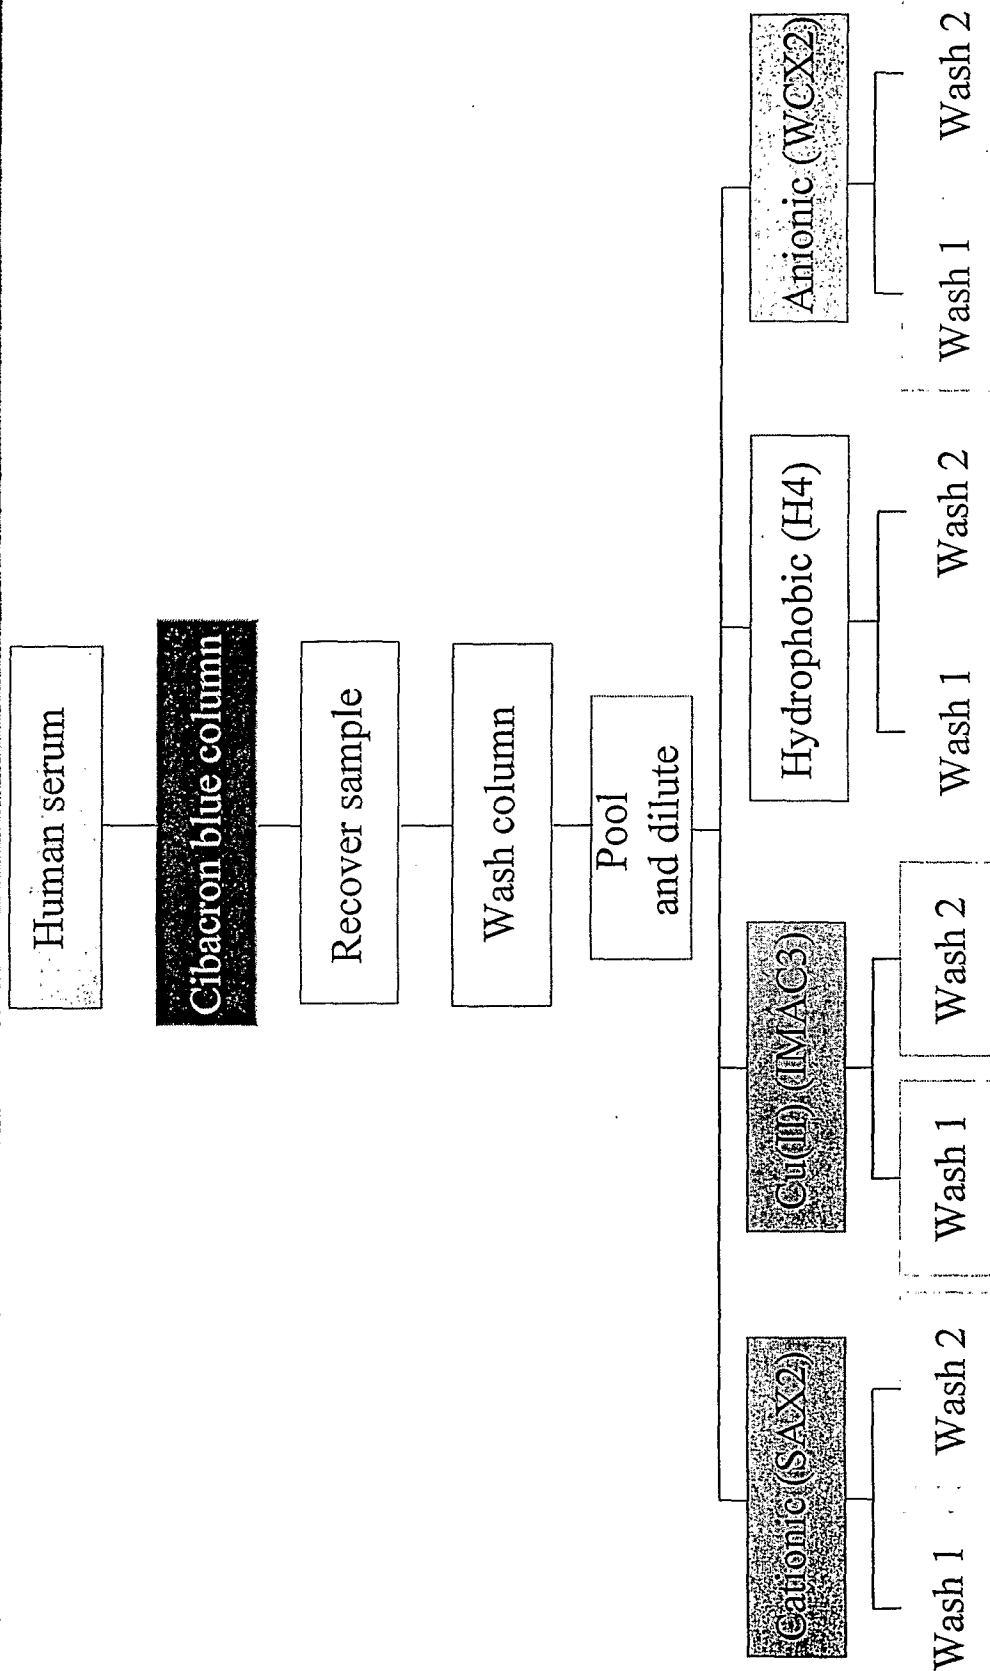 Human serum
Cibacron blue column
Recover sample
Wash column
Pool
and dilute
Cationic (SAX2)
Cu(II) (IMAC3)
Hydrophobic (H4)
Anionic (WCX2)
Wash 1
Wash 2
Wash 1
Wash 2
Wash 1
Wash 2
Wash 1
Wash 2